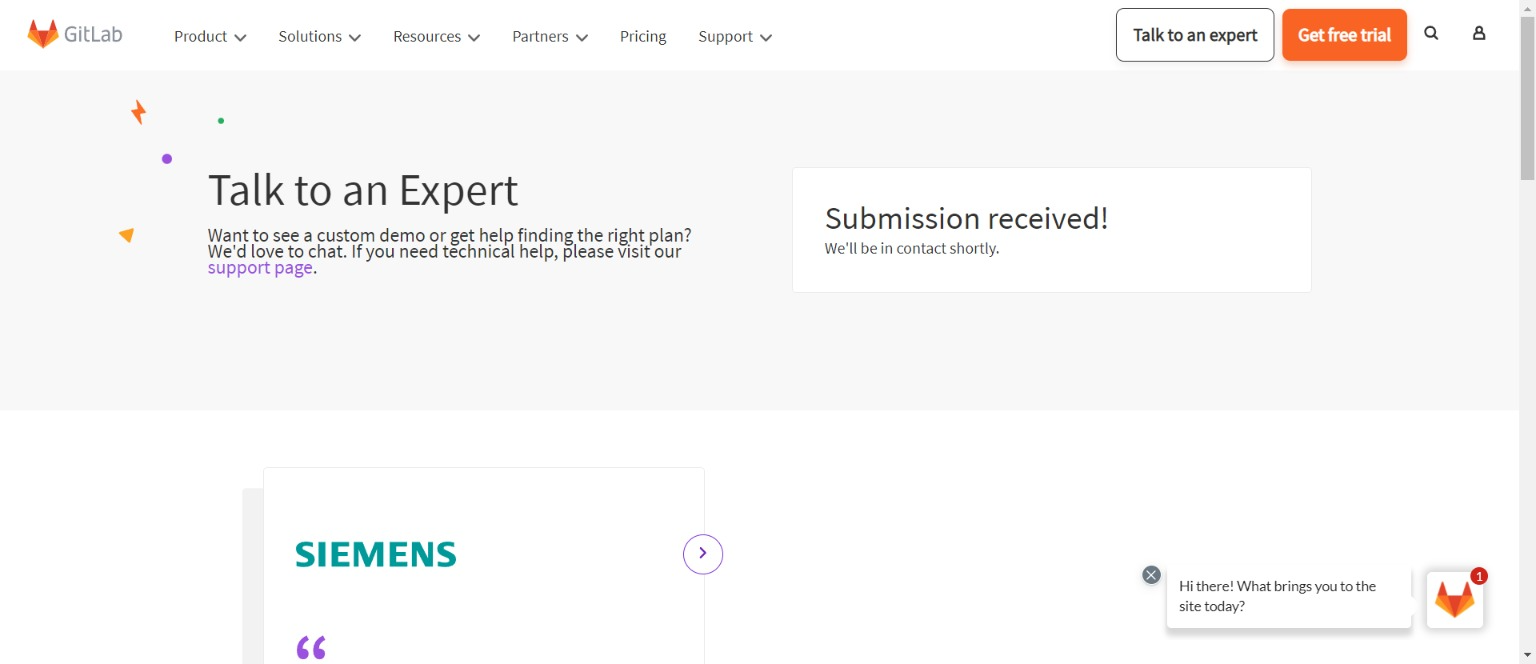 GitLab
Product
Solutions
Resources
Partners
Pricing
Support
Talk to an expert
Get free trial
Talk to an Expert
Want to see a custom demo or get help finding the right plan?
We'd love to chat. If you need technical help, please visit our
support page.
Submission received!
We'll be in contact shortly.
SIEMENS
“
Hi there! What brings you to the
site today?
1